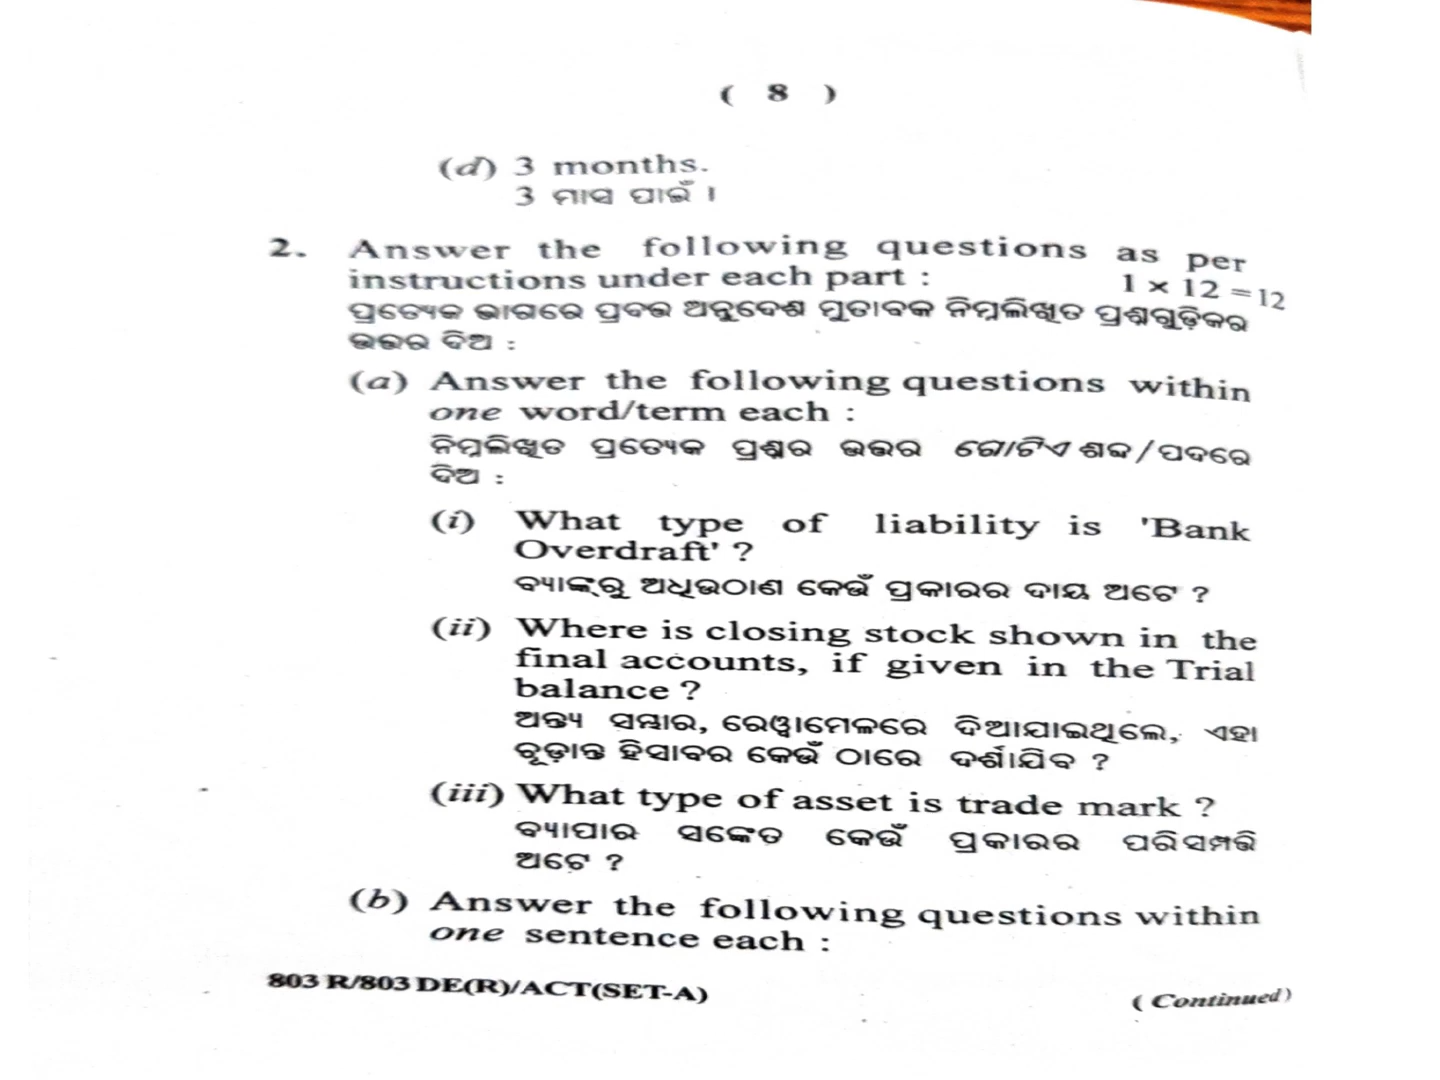 ( 8 )
(d) 3 months.
3 ମାସ ପାଇଁ ।
2. Answer the following questions as per
instructions under each part : 1 × 12 = 12
ପ୍ରତ୍ୟେକ ଭାଗରେ ପ୍ରଦତ୍ତ ଅନୁଦେଶ ମୁତାବକ ନିମ୍ନଲିଖିତ ପ୍ରଶ୍ନଗୁଡ଼ିକର
ଉତ୍ତର ଦିଅ :
(a) Answer the following questions within
one word/term each :
ନିମ୍ନଲିଖିତ ପ୍ରତ୍ୟେକ ପ୍ରଶ୍ନର ଉତ୍ତର ଗୋଟିଏ ଶବ୍ଦ/ପଦରେ
ଦିଅ :
(i) What type of liability is 'Bank
Overdraft' ?
ବ୍ୟାଙ୍କ୍‌ରୁ ଅଧିଉଠାଣ କେଉଁ ପ୍ରକାରର ଦାୟ ଅଟେ ?
(ii) Where is closing stock shown in the
final accounts, if given in the Trial
balance ?
ଅନ୍ତ୍ୟ ସମ୍ଭାର, ରେୱାମେଳରେ ଦିଆଯାଇଥିଲେ, ଏହା
ଚୂଡ଼ାନ୍ତ ହିସାବର କେଉଁ ଠାରେ ଦର୍ଶାଯିବ ?
(iii) What type of asset is trade mark ?
ବ୍ୟାପାର ସଙ୍କେତ କେଉଁ ପ୍ରକାରର ପରିସମ୍ପତ୍ତି
ଅଟେ ?
(b) Answer the following questions within
one sentence each :
803 R/803 DE(R)/ACT(SET-A)
( Continued )